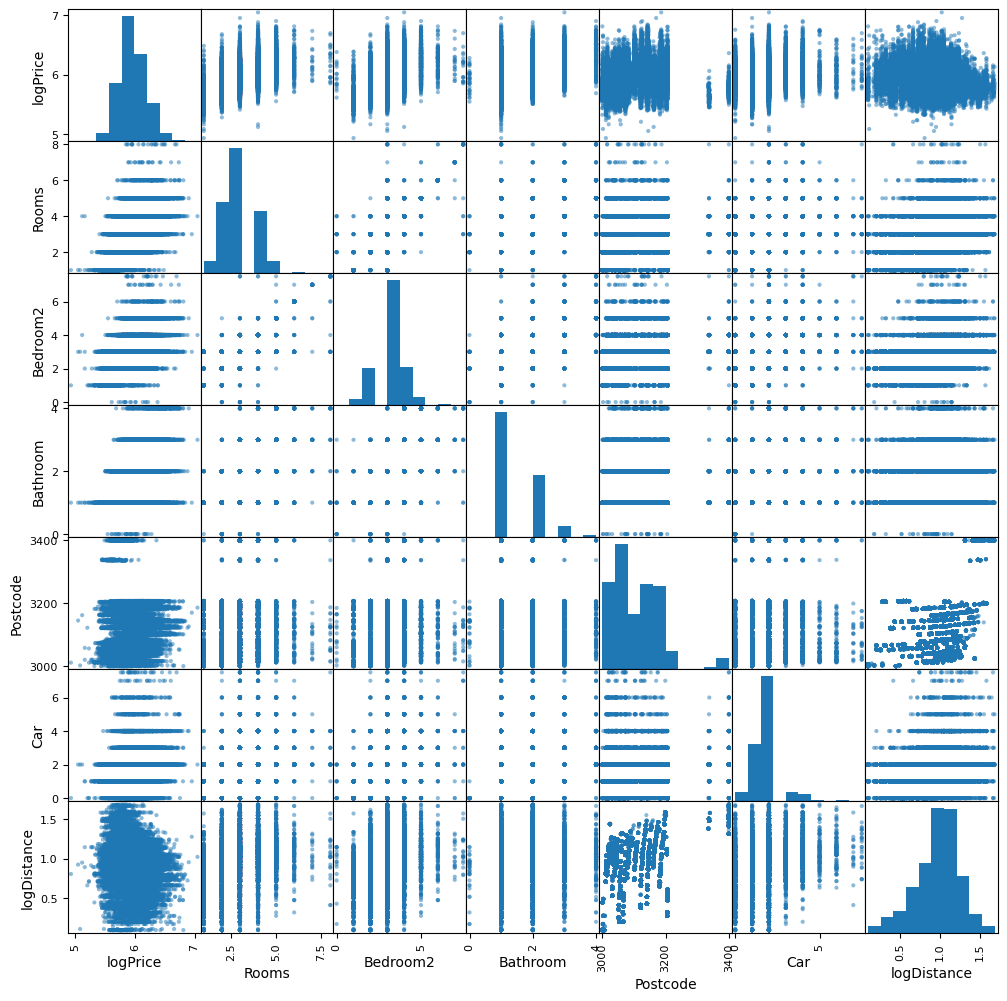 7
logPrice
6
5
8
6
Rooms
4
2
6
Bedroom2
4
2
0
4
Bathroom
2
0
3400
Postcode
3200
3000
6
Car
4
2
0
1.5
logDistance
1.0
0.5
5 6 7 2.5 5.0 7.5 0 5 0 2 4 3000 3200 3400 0 5 0.5 1.0 1.5
logPrice Rooms Bedroom2 Bathroom Postcode Car logDistance